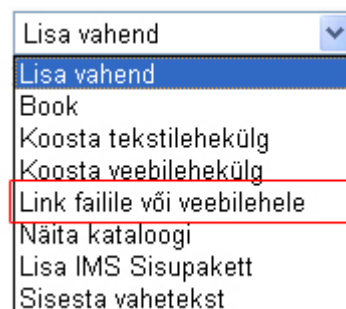 Lisa vahend
Lisa vahend
Book
Koosta tekstilehekülg
Koosta veebilehekülg
Link failile või veebilehele
Näita kataloogi
Lisa IMS Sisupakett
Sisesta vahetekst